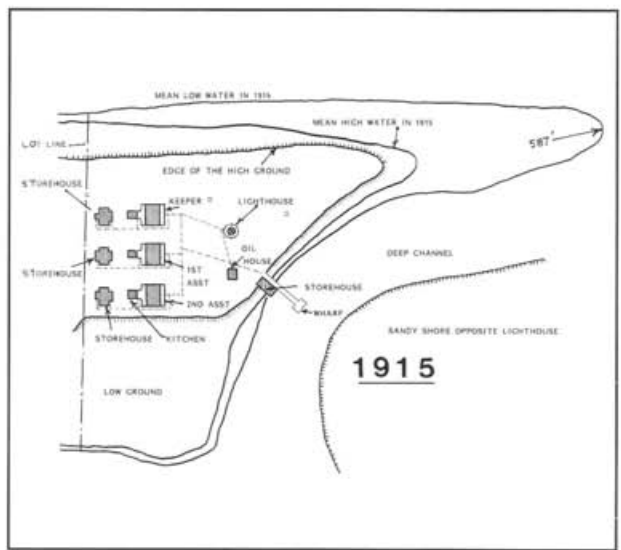 MEAN LOW WATER IN 1915
MEAN HIGH WATER IN 1915
587'
LOT LINE
EDGE OF THE HIGH GROUND
STOREHOUSE
KEEPER
LIGHTHOUSE
OIL
HOUSE
DEEP CHANNEL
STOREHOUSE
1ST
ASST
STOREHOUSE
2ND ASST
WHARF
STOREHOUSE
KITCHEN
SANDY SHORE OPPOSITE LIGHTHOUSE
1915
LOW GROUND